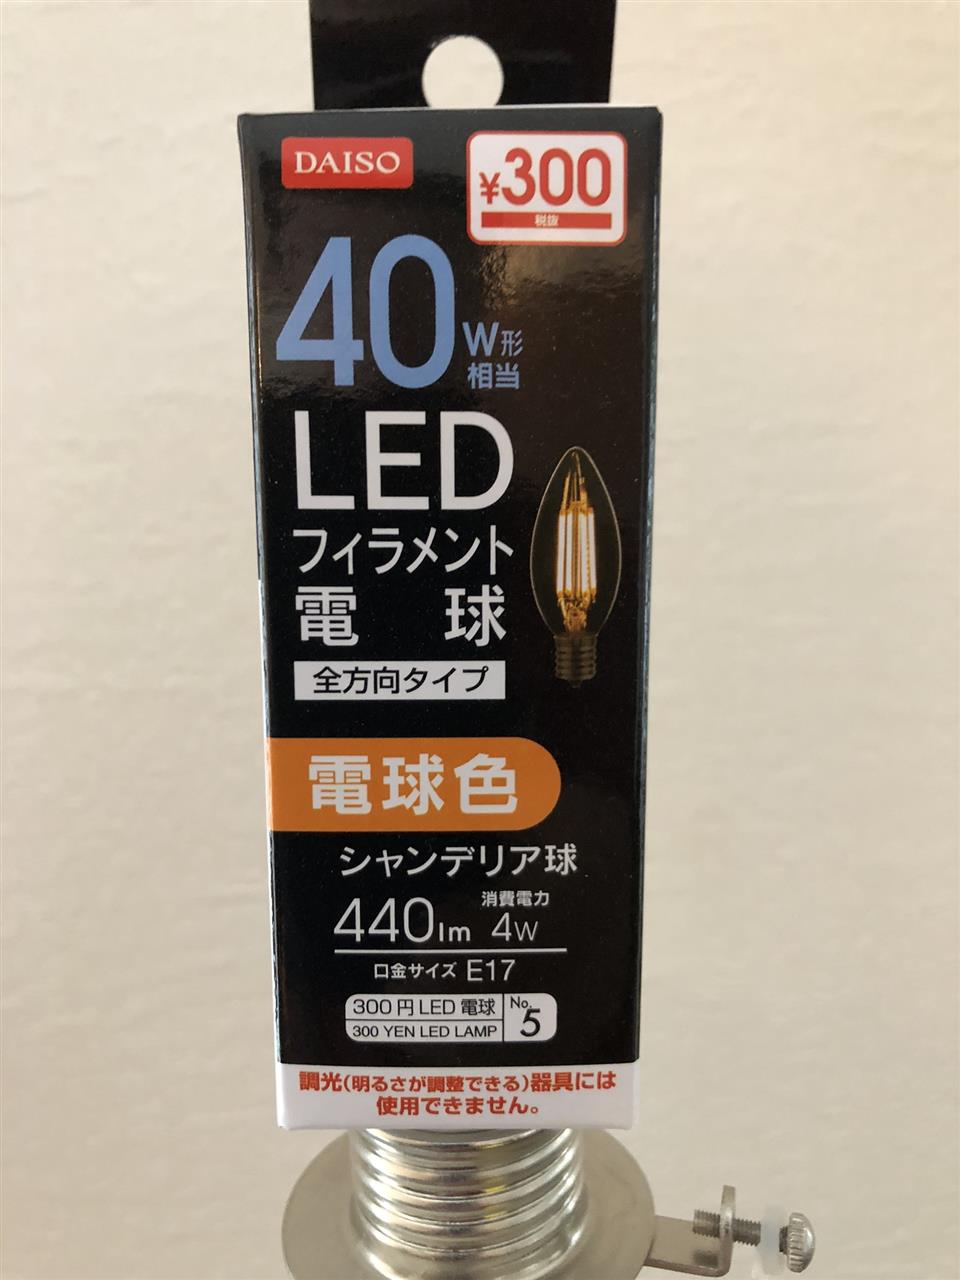 DAISO
¥300
税抜
40W形
相当
LED
フィラメント
電球
全方向タイプ
電球色
シャンデリア球
消費電力
440lm 4W
口金サイズ E17
300円LED電球
300 YEN LED LAMP
No.5
調光(明るさが調整できる)器具には
使用できません。